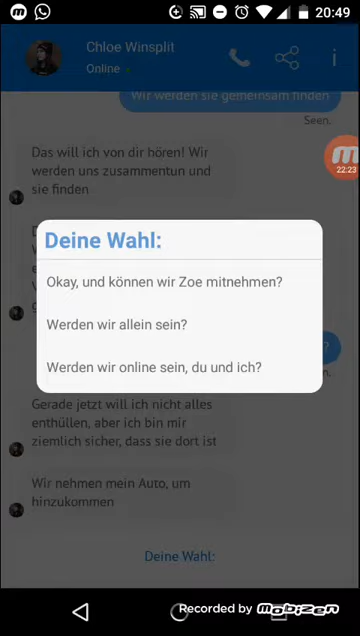 20:49
Chloe Winsplit
Online
Wir werden sie gemeinsam finden
Seen.
Das will ich von dir hören! Wir
werden uns zusammentun und
sie finden
22:23
Deine Wahl:
Okay, und können wir Zoe mitnehmen?
Werden wir allein sein?
Werden wir online sein, du und ich?
?
Gerade jetzt will ich nicht alles
enthüllen, aber ich bin mir
ziemlich sicher, dass sie dort ist
Wir nehmen mein Auto, um
hinzukommen
Deine Wahl:
Recorded by mobizen